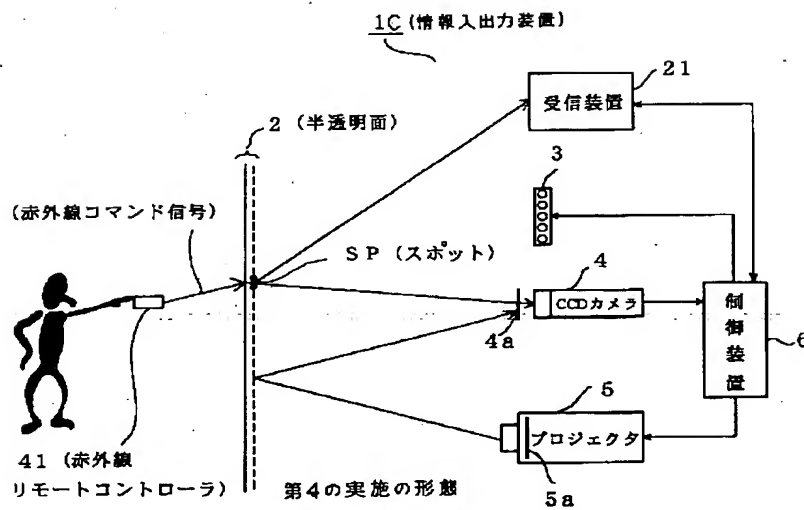 1C (情報入出力装置)
21
受信装置
2 (半透明面)
3
(赤外線コマンド信号)
SP (スポット)
4
CCDカメラ
4a
制御装置
6
5
プロジェクタ
5a
41 (赤外線
リモートコントローラ)
第4の実施の形態